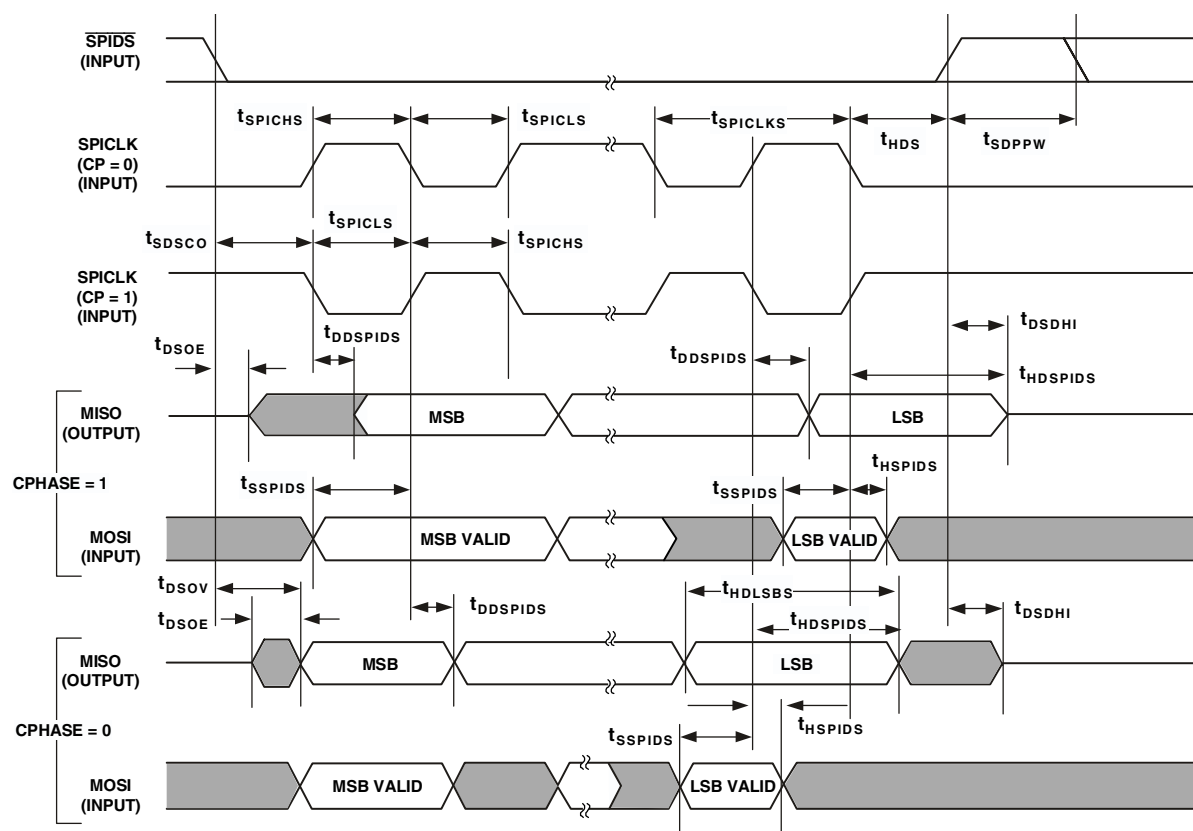 SPIDS
(INPUT)
tSPICHS
tSPICLS
tSPICLKS
tHDS
tSDPPW
SPICLK
(CP = 0)
(INPUT)
tSDSCO
tSPICLS
tSPICHS
SPICLK
(CP = 1)
(INPUT)
tDSOE
tDDSPIDS
tDDSPIDS
tDSDHI
tHDSPIDS
MISO
(OUTPUT)
MSB
LSB
CPHASE = 1
tSSPIDS
tSSPIDS
tHSPIDS
MOSI
(INPUT)
MSB VALID
LSB VALID
tDSOV
tDSOE
tDDSPIDS
tHDLSBS
tHDSPIDS
tDSDHI
MISO
(OUTPUT)
MSB
LSB
CPHASE = 0
tSSPIDS
tHSPIDS
MOSI
(INPUT)
MSB VALID
LSB VALID